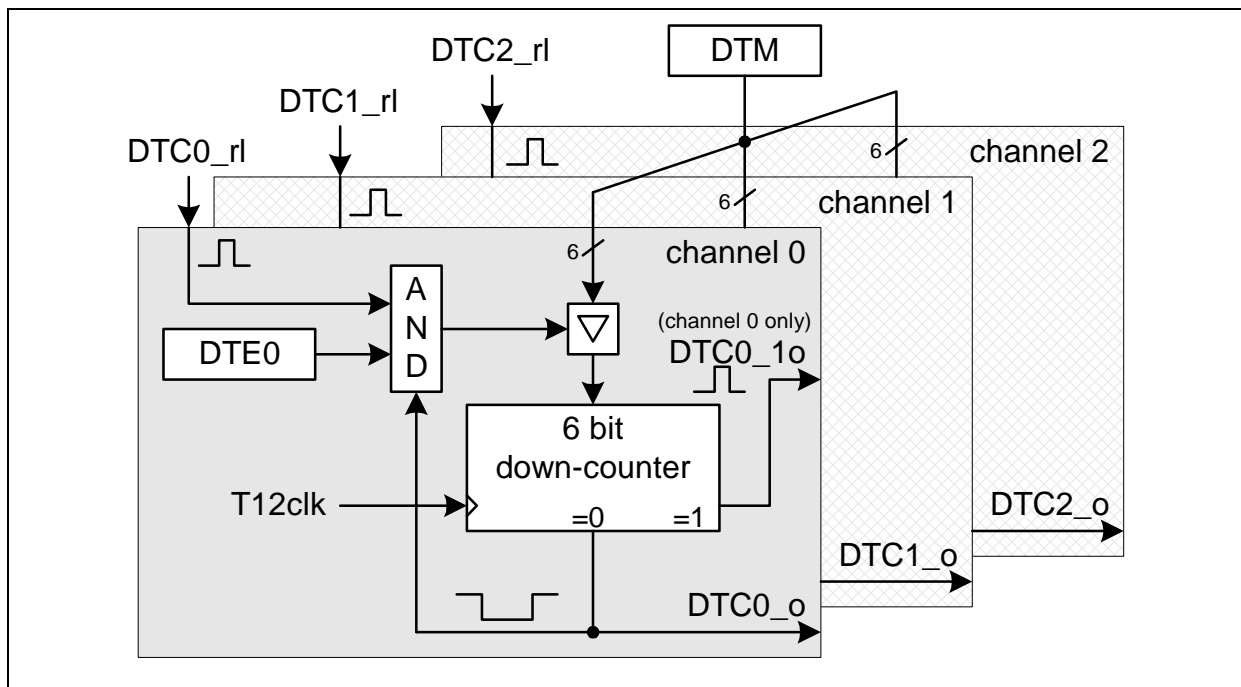 DTC2_rl
DTM
DTC1_rl
DTC0_rl
6
channel 2
6
channel 1
6
channel 0
A
N
D
(channel 0 only)
DTE0
DTC0_1o
6 bit
down-counter
T12clk
=0
=1
DTC2_o
DTC1_o
DTC0_o